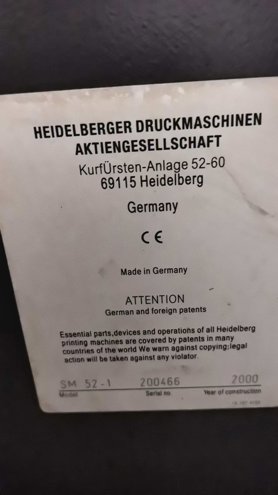 HEIDELBERGER DRUCKMASCHINEN
AKTIENGESELLSCHAFT
KurfÜrsten-Anlage 52-60
69115 Heidelberg
Germany
CE
Made in Germany
ATTENTION
German and foreign patents
Essential parts,devices and operations of all Heidelberg
printing machines are covered by patents in many
countries of the world We warn against copying;legal
action will be taken against any violator.
SM 52-1 200466 2000
Model Serial no Year of construction